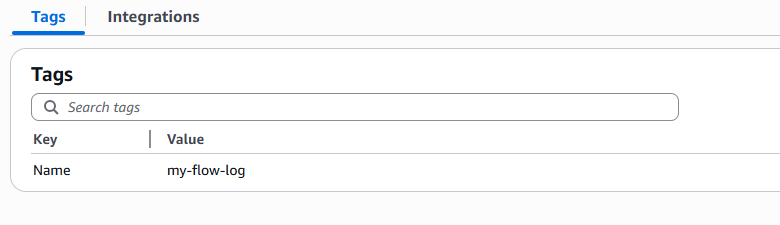 Tags Integrations
Tags
Search tags
Key Value
Name my-flow-log